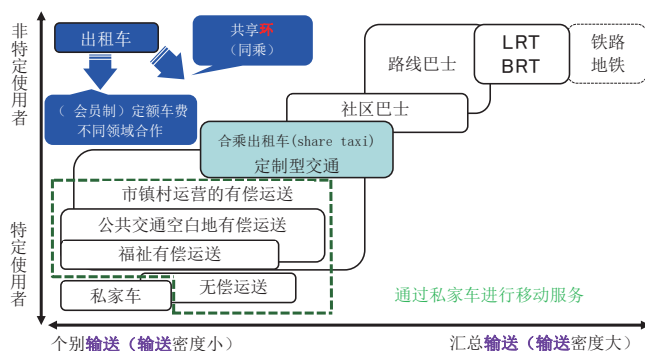 非特定使用者
出租车
共享环
（同乘）
（ 会员制）定额车费
不同领域合作
路线巴士
LRT
BRT
铁路
地铁
社区巴士
合乘出租车(share taxi)
定制型交通
特定使用者
市镇村运营的有偿运送
公共交通空白地有偿运送
福祉有偿运送
无偿运送
私家车
通过私家车进行移动服务
个别输送（输送密度小）
汇总输送（输送密度大）